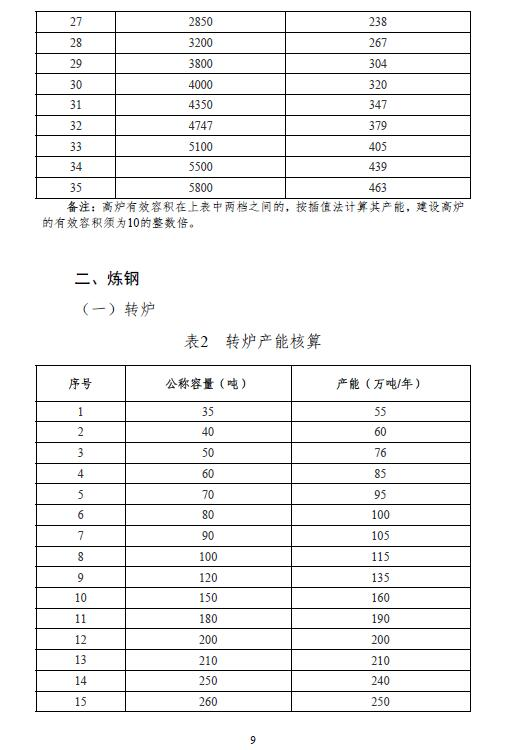 27 2850 238
28 3200 267
29 3800 304
30 4000 320
31 4350 347
32 4747 379
33 5100 405
34 5500 439
35 5800 463
备注：高炉有效容积在上表中两档之间的，按插值法计算其产能，建设高炉
的有效容积须为10的整数倍。
二、炼钢
（一）转炉
表2 转炉产能核算
序号 公称容量（吨） 产能（万吨/年）
1 35 55
2 40 60
3 50 76
4 60 85
5 70 95
6 80 100
7 90 105
8 100 115
9 120 135
10 150 160
11 180 190
12 200 200
13 210 210
14 250 240
15 260 250
9